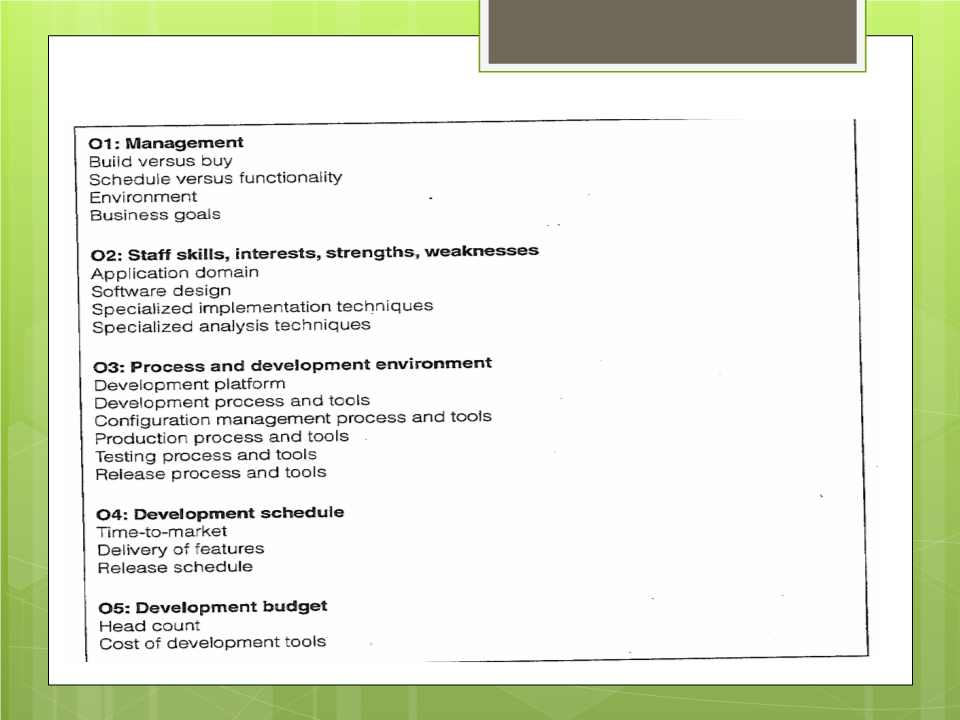 O1: Management
Build versus buy
Schedule versus functionality
Environment
Business goals
O2: Staff skills, interests, strengths, weaknesses
Application domain
Software design
Specialized implementation techniques
Specialized analysis techniques
O3: Process and development environment
Development platform
Development process and tools
Configuration management process and tools
Production process and tools
Testing process and tools
Release process and tools
O4: Development schedule
Time-to-market
Delivery of features
Release schedule
O5: Development budget
Head count
Cost of development tools